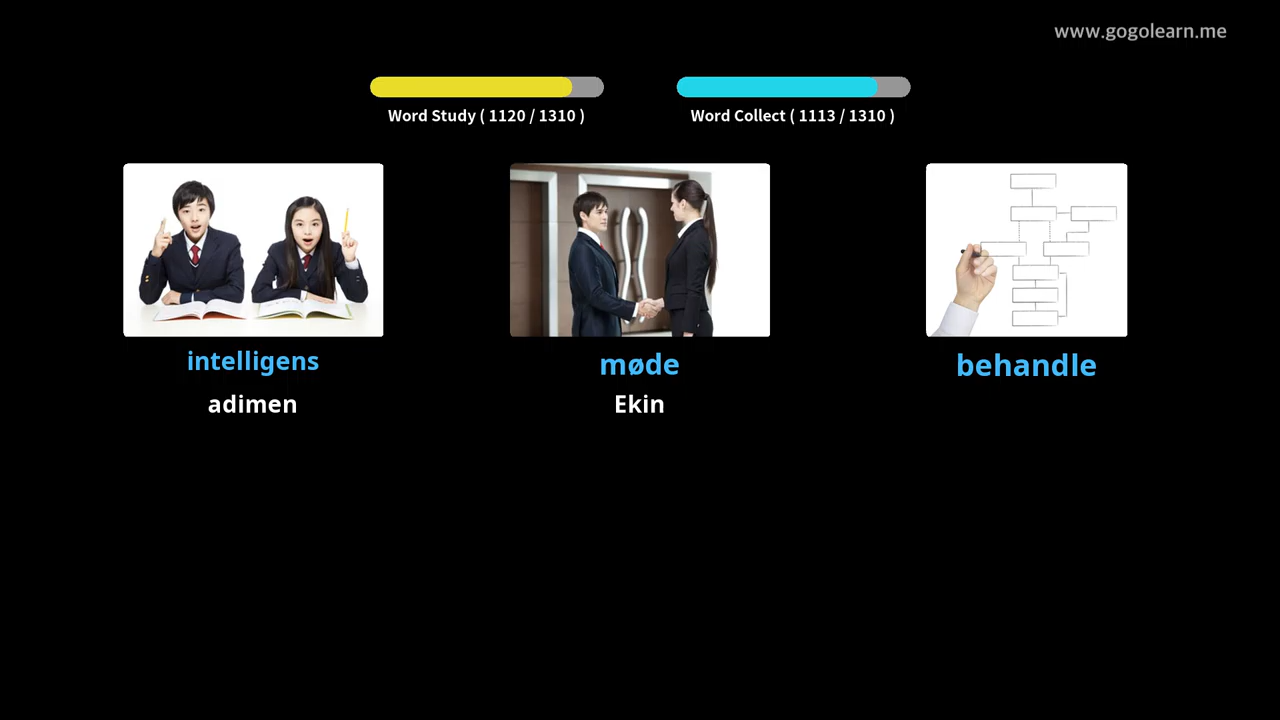 www.gogolearn.me
Word Study ( 1120 / 1310 )
Word Collect ( 1113 / 1310 )
intelligens
møde
behandle
adimen
Ekin